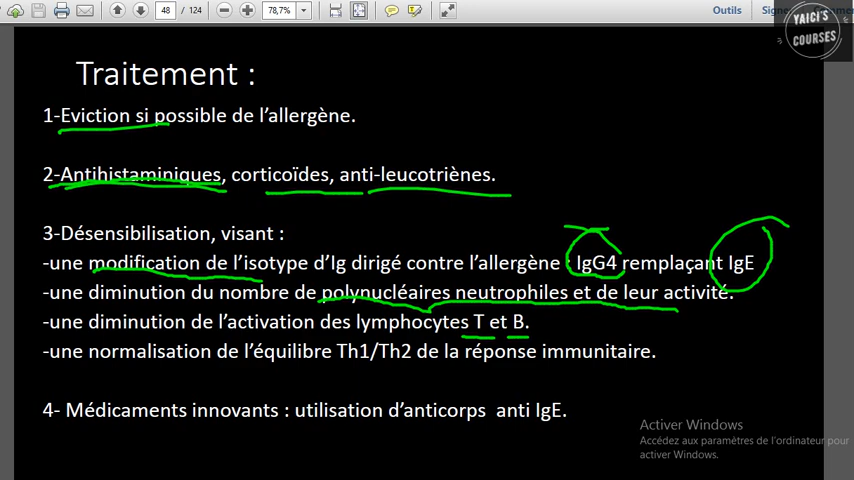 48 / 124
78,7%
Outils
YAICI'S
COURSES
Traitement :
1-Eviction si possible de l'allergène.
2-Antihistaminiques, corticoïdes, anti-leucotriènes.
3-Désensibilisation, visant :
-une modification de l'isotype d'Ig dirigé contre l'allergène : IgG4 remplaçant IgE
-une diminution du nombre de polynucléaires neutrophiles et de leur activité.
-une diminution de l'activation des lymphocytes T et B.
-une normalisation de l'équilibre Th1/Th2 de la réponse immunitaire.
4- Médicaments innovants : utilisation d'anticorps anti IgE.
Activer Windows
Accédez aux paramètres de l'ordinateur pour
activer Windows.